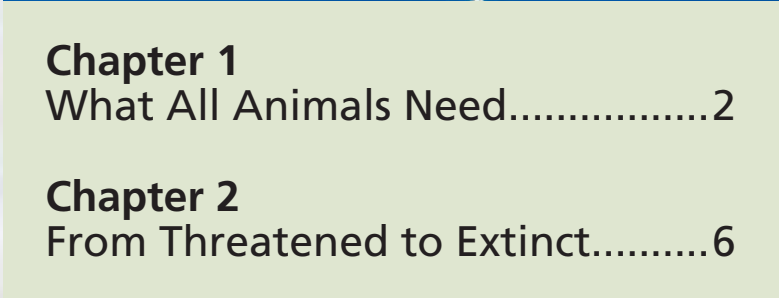 Chapter 1
What All Animals Need.................2
Chapter 2
From Threatened to Extinct..........6